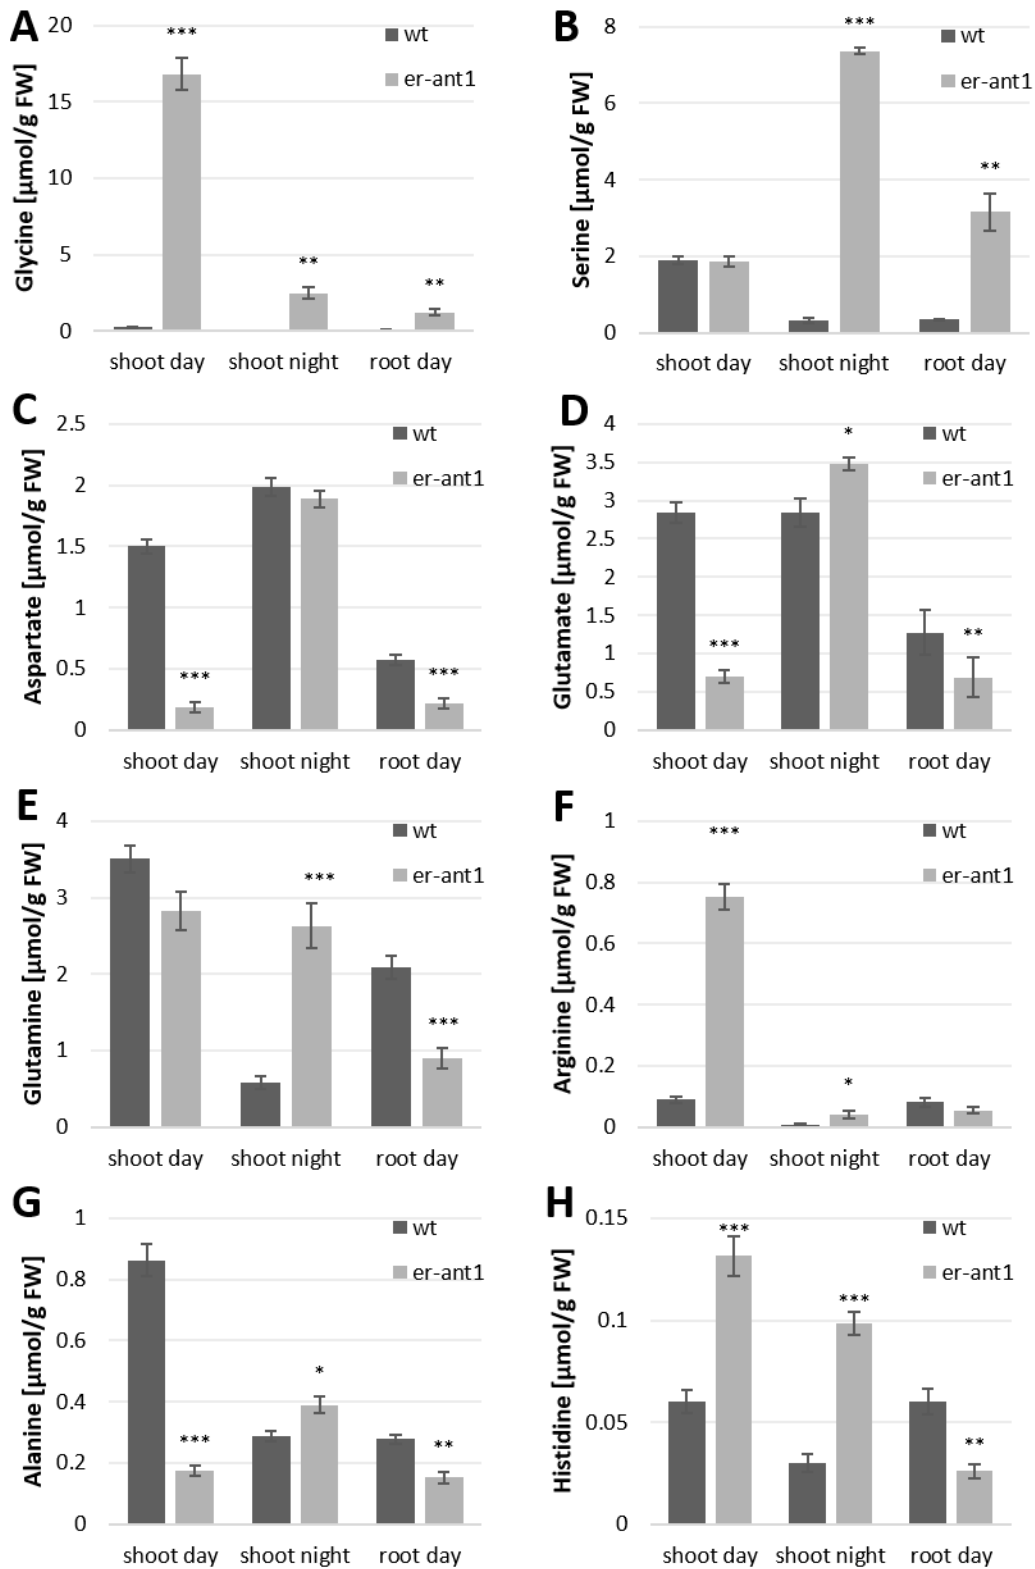 A
Glycine [µmol/g FW]
20
15
10
5
0
***
**
**
wt
er-ant1
shoot day
shoot night
root day
B
Serine [µmol/g FW]
8
6
4
2
0
***
**
wt
er-ant1
shoot day
shoot night
root day
C
Aspartate [µmol/g FW]
2.5
2
1.5
1
0.5
0
***
***
wt
er-ant1
shoot day
shoot night
root day
D
Glutamate [µmol/g FW]
4
3.5
3
2.5
2
1.5
1
0.5
0
***
*
**
wt
er-ant1
shoot day
shoot night
root day
E
Glutamine [µmol/g FW]
4
3
2
1
0
***
***
wt
er-ant1
shoot day
shoot night
root day
F
Arginine [µmol/g FW]
1
0.8
0.6
0.4
0.2
0
***
*
wt
er-ant1
shoot day
shoot night
root day
G
Alanine [µmol/g FW]
1
0.8
0.6
0.4
0.2
0
***
*
**
wt
er-ant1
shoot day
shoot night
root day
H
Histidine [µmol/g FW]
0.15
0.1
0.05
0
***
***
**
wt
er-ant1
shoot day
shoot night
root day